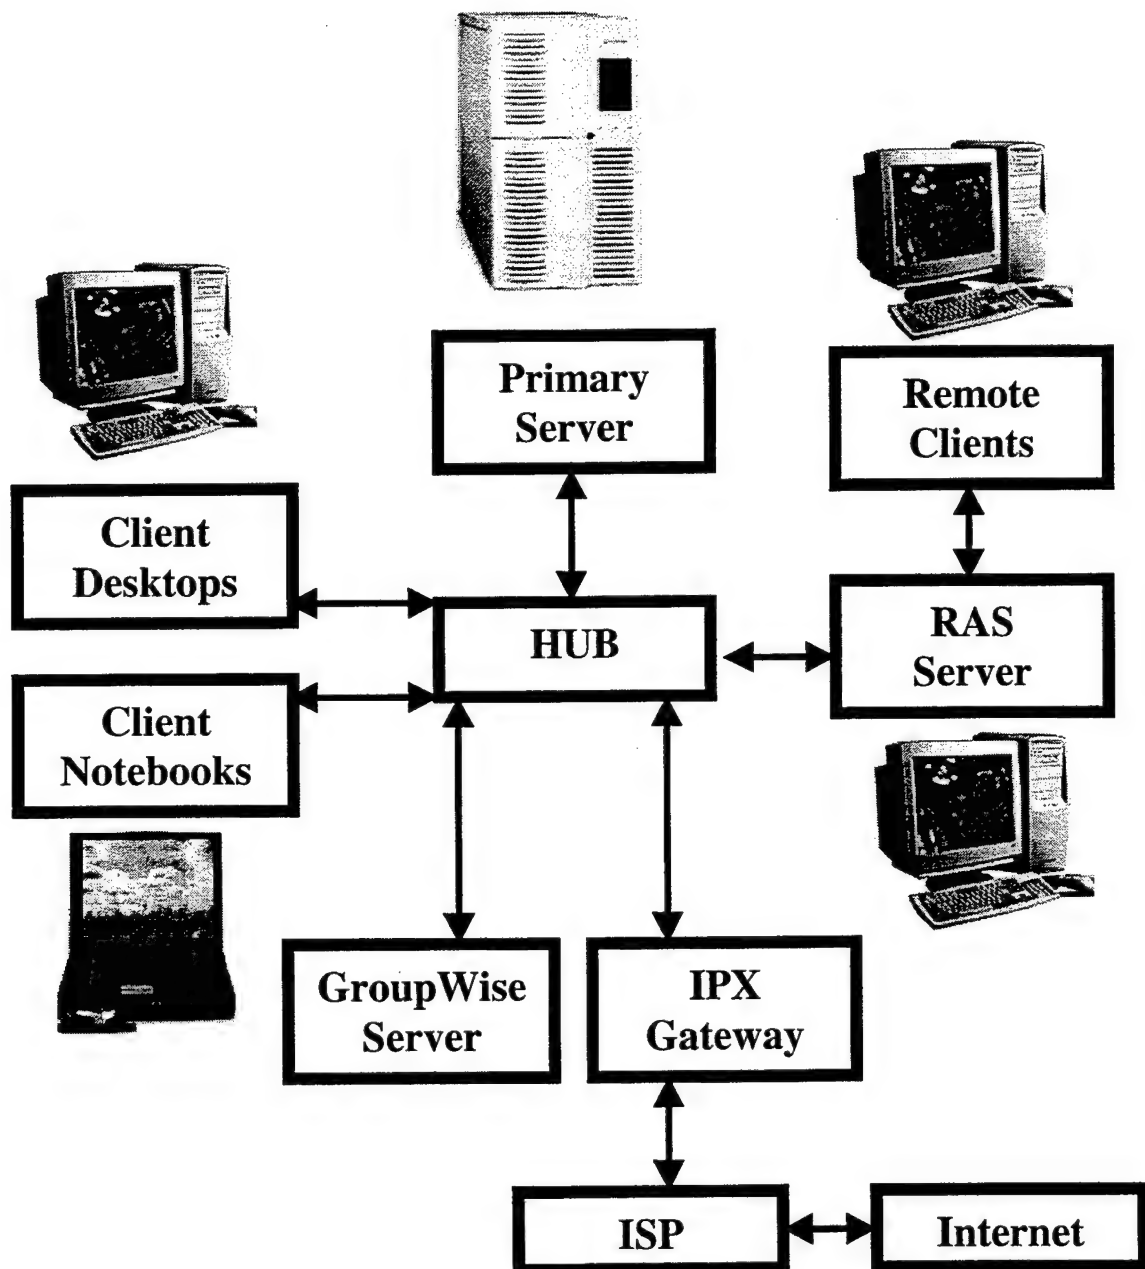 Primary
Server
Remote
Clients
Client
Desktops
HUB
RAS
Server
Client
Notebooks
GroupWise
Server
IPX
Gateway
ISP
Internet